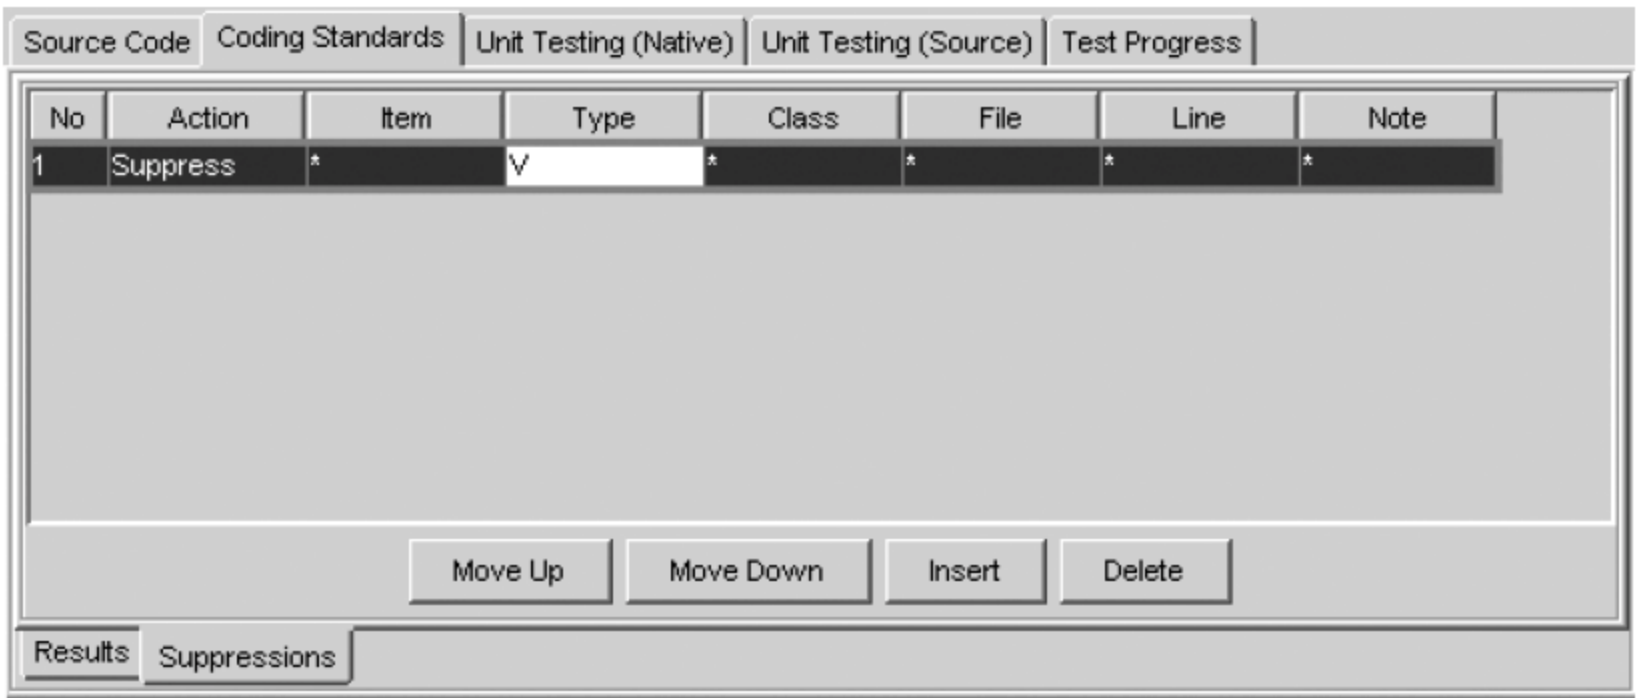 Source Code Coding Standards Unit Testing (Native) Unit Testing (Source) Test Progress
No Action Item Type Class File Line Note
1 Suppress * V * * * *
Move Up Move Down Insert Delete
Results Suppressions